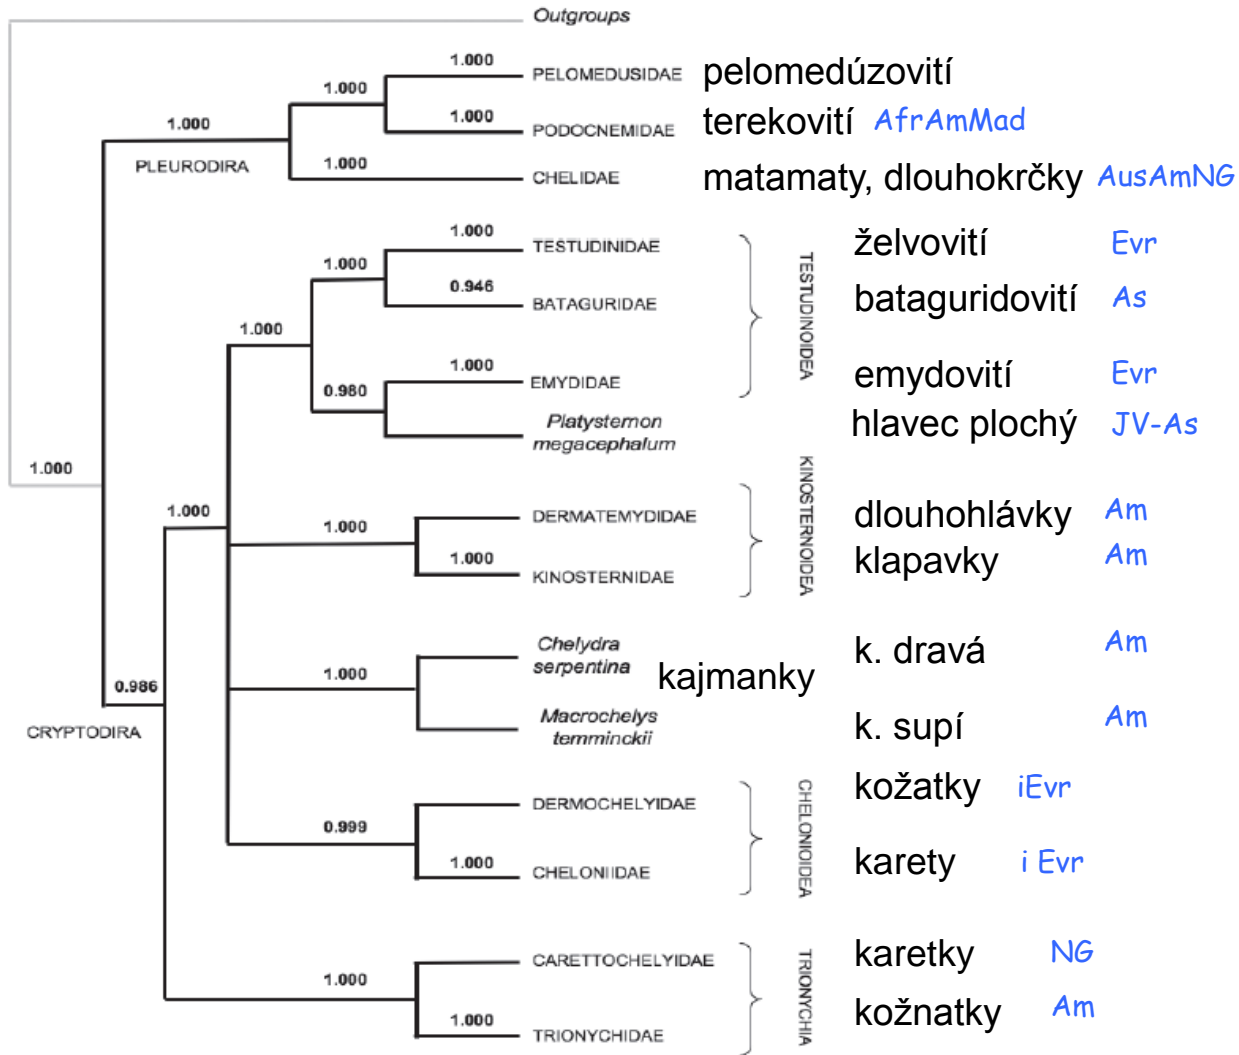 Outgroups
1.000
1.000 PELOMEDUSIDAE pelomedúzovití
1.000
1.000 PODOCNEMIDAE terekovití AfrAmMad
1.000
PLEURODIRA
1.000 CHELIDAE matamaty, dlouhokrčky AusAmNG
1.000 TESTUDINIDAE želvovití Evr
1.000
0.946 BATAGURIDAE bataguridovití As
TESTUDINOIDEA
1.000
1.000 EMYDIDAE emydovití Evr
0.980
Platysternon
megacephalum hlavec plochý JV-As
1.000
1.000
1.000
DERMATEMYDIDAE dlouhohlávky Am
1.000 KINOSTERNIDAE klapavky Am
KINOSTERNOIDEA
Chelydra
serpentina k. dravá Am
1.000
kajmanky
Macrochelys
temminckii k. supí Am
0.986
CRYPTODIRA
DERMOCHELYIDAE kožatky iEvr
0.999
1.000 CHELONIIDAE karety i Evr
CHELONIOIDEA
CARETTOCHELYIDAE karetky NG
1.000
1.000 TRIONYCHIDAE kožnatky Am
TRIONYCHIA